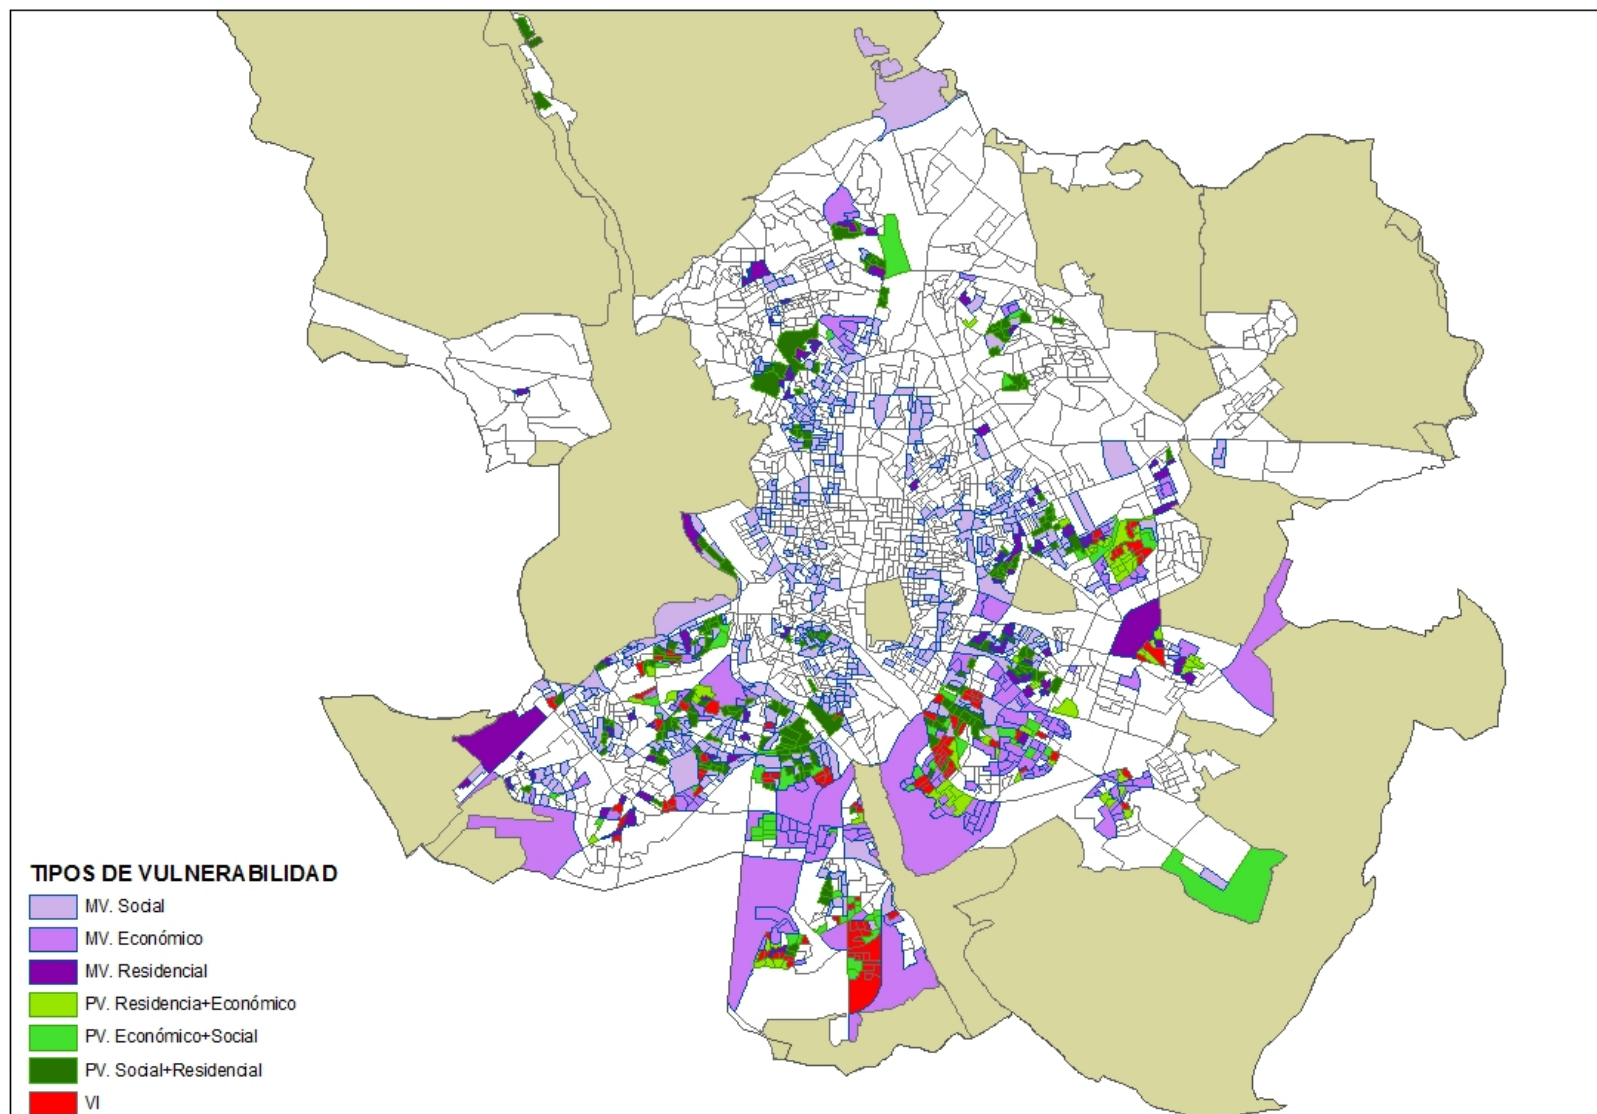 TIPOS DE VULNERABILIDAD
MV. Social
MV. Económico
MV. Residencial
PV. Residencia+Económico
PV. Económico+Social
PV. Social+Residencial
VI